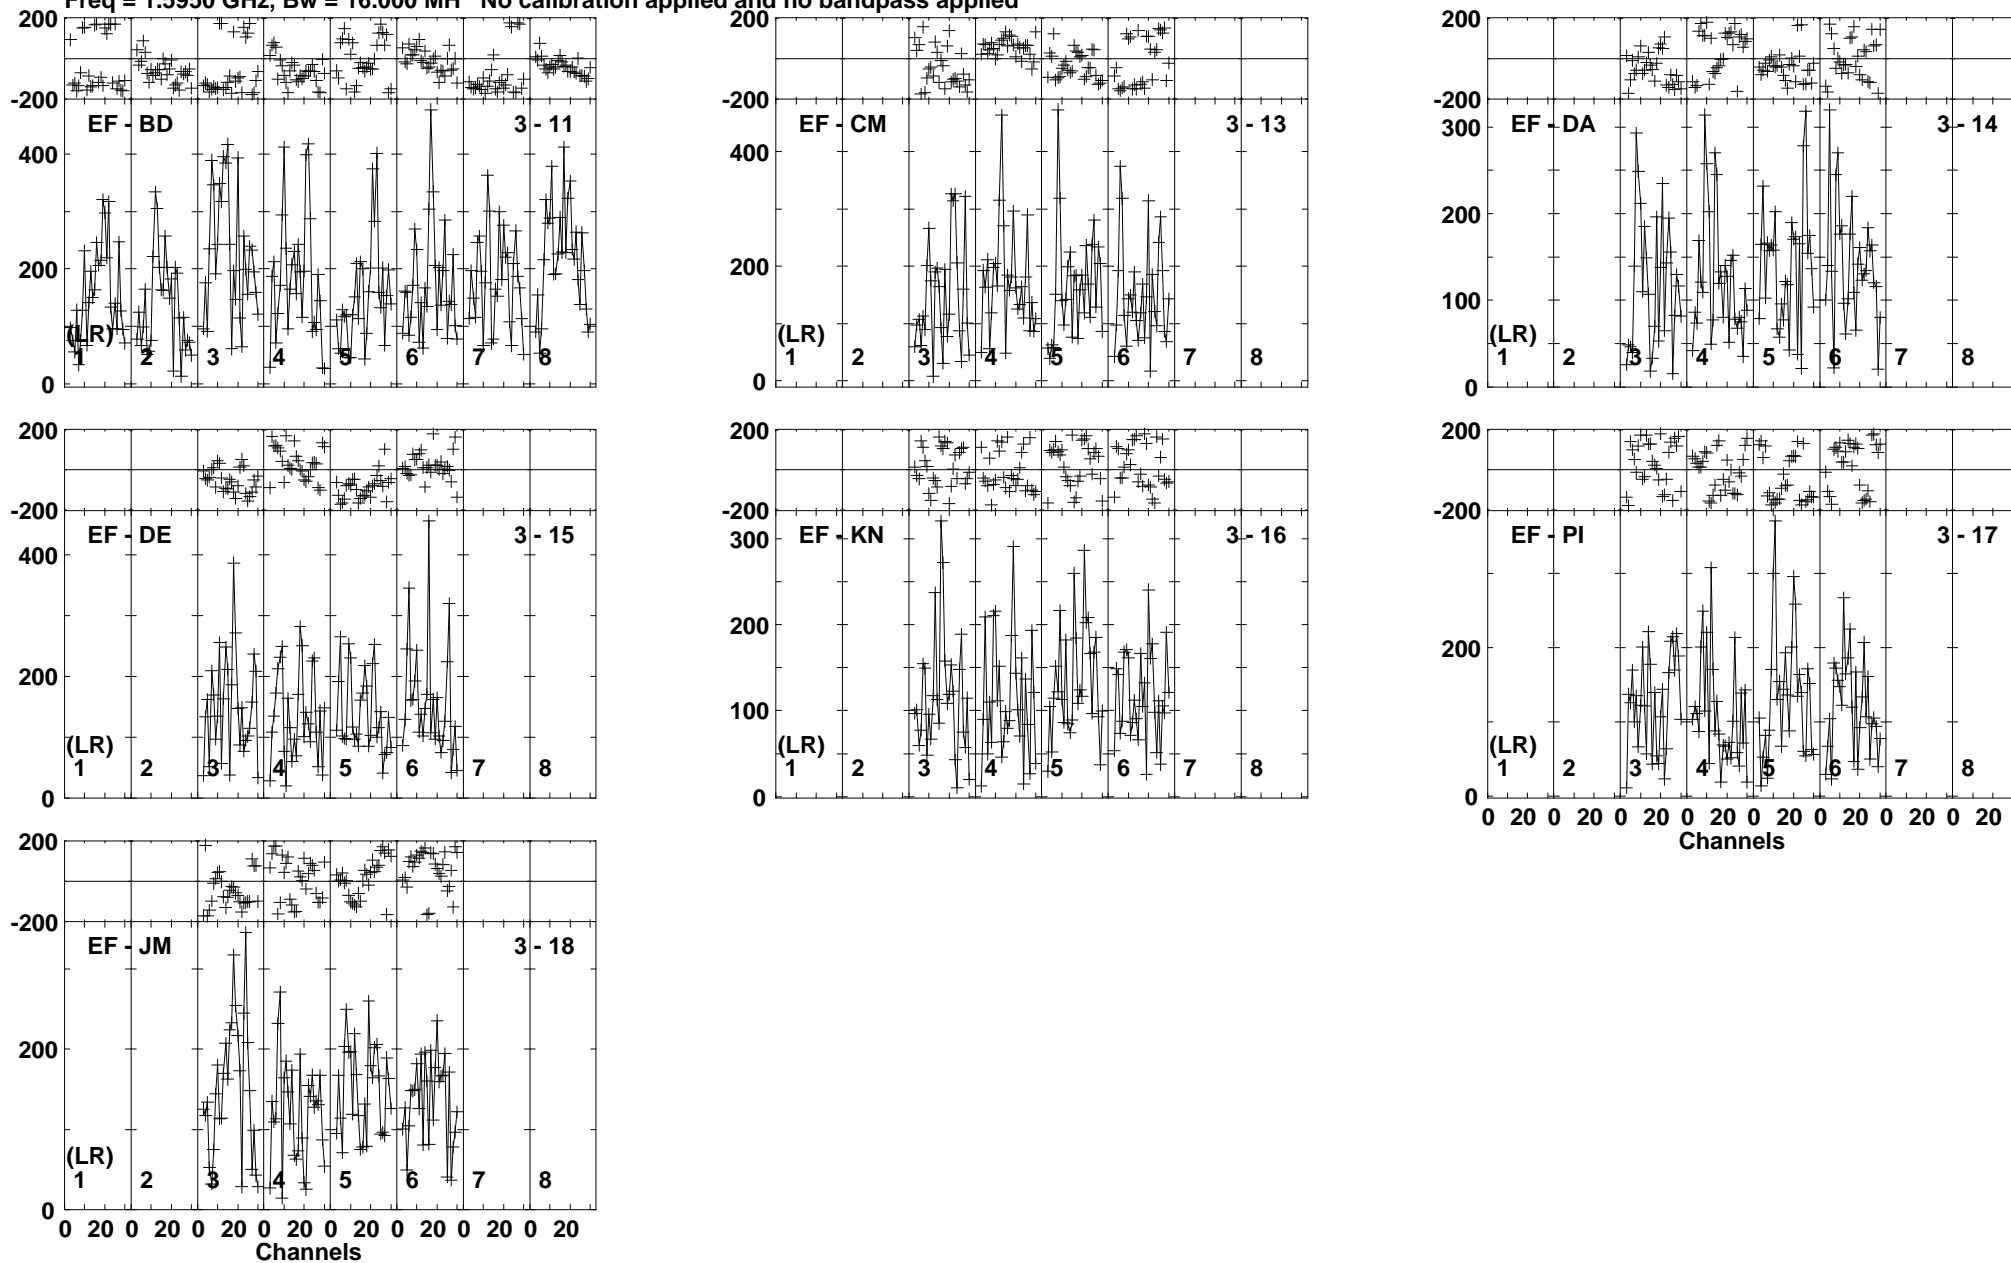 Freq = 1.5950 GHz, Bw = 16.000 MH No calibration applied and no bandpass applied
200
-200
EF - BD 3 - 11
400
200
(LR)
1 2 3 4 5 6 7 8
0
200
-200
EF - CM 3 - 13
400
200
(LR)
1 2 3 4 5 6 7 8
0
200
-200
EF - DA 3 - 14
300
200
100
(LR)
1 2 3 4 5 6 7 8
0
200
-200
EF - DE 3 - 15
400
200
(LR)
1 2 3 4 5 6 7 8
0
200
-200
EF - KN 3 - 16
300
200
100
(LR)
1 2 3 4 5 6 7 8
0
200
-200
EF - PI 3 - 17
200
(LR)
1 2 3 4 5 6 7 8
0
0 20 0 20 0 20 0 20 0 20 0 20 0 20 0 20
Channels
200
-200
EF - JM 3 - 18
200
(LR)
1 2 3 4 5 6 7 8
0
0 20 0 20 0 20 0 20 0 20 0 20 0 20 0 20
Channels